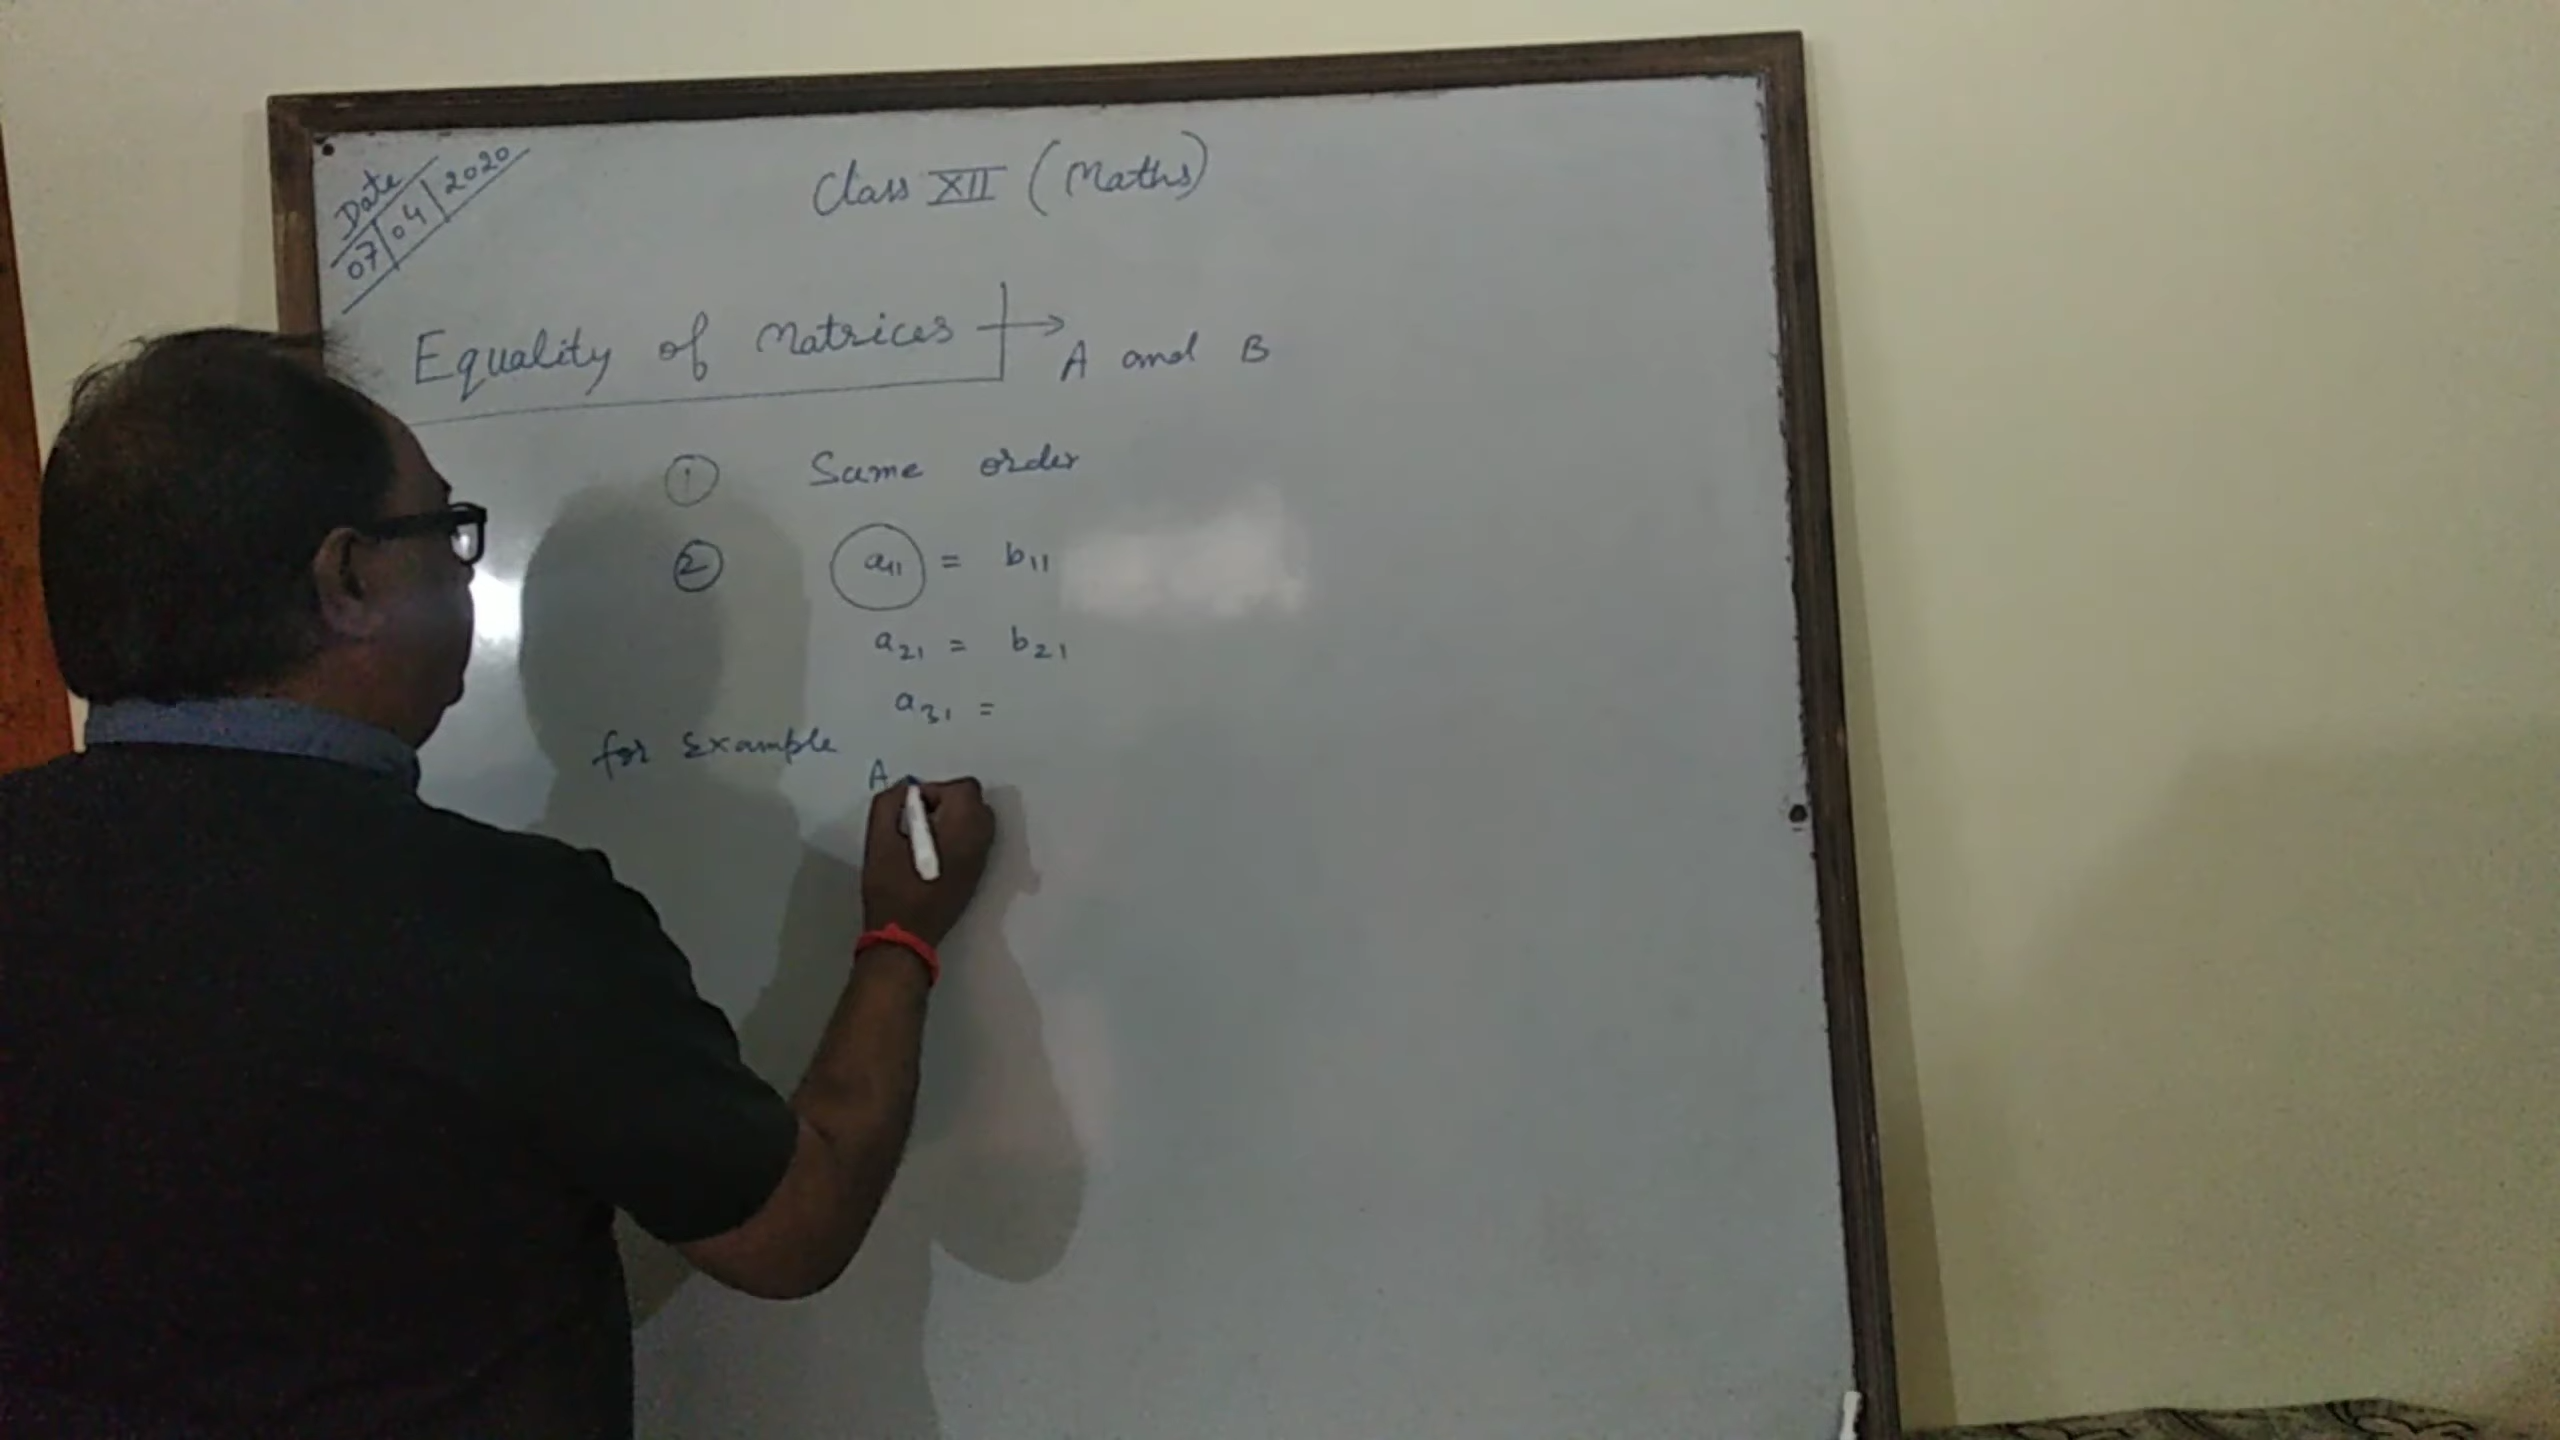 Date
07|04|2020
Class XII (Maths)
Equality of Matrices → A and B
1 Same order
2 a11 = b11
a21 = b21
a31 =
for Example
A